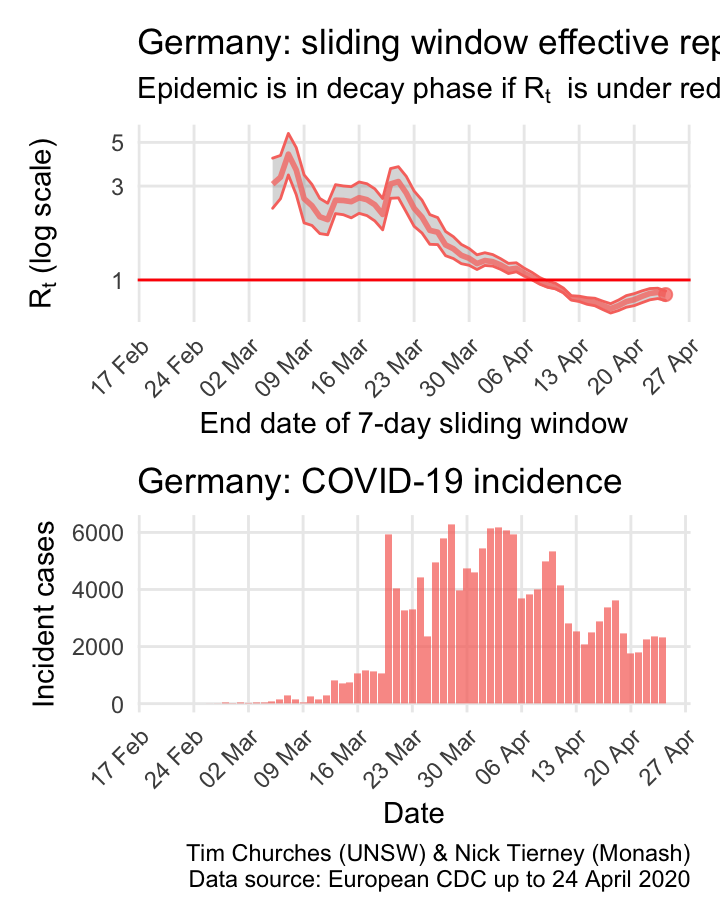 Germany: sliding window effective rep
Epidemic is in decay phase if Rt is under red
Rt (log scale)
5
3
1
17 Feb
24 Feb
02 Mar
09 Mar
16 Mar
23 Mar
30 Mar
06 Apr
13 Apr
20 Apr
27 Apr
End date of 7-day sliding window
Germany: COVID-19 incidence
Incident cases
6000
4000
2000
0
17 Feb
24 Feb
02 Mar
09 Mar
16 Mar
23 Mar
30 Mar
06 Apr
13 Apr
20 Apr
27 Apr
Date
Tim Churches (UNSW) & Nick Tierney (Monash)
Data source: European CDC up to 24 April 2020